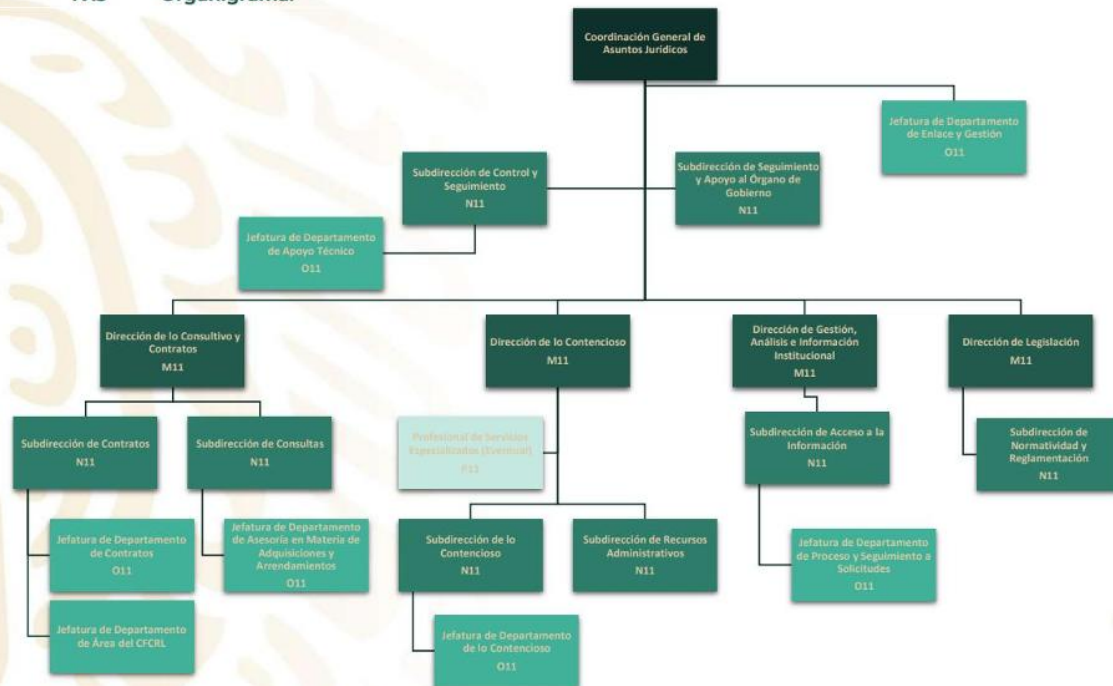 Organigrama.
Coordinación General de
Asuntos Jurídicos
Jefatura de Departamento
de Enlace y Gestión
O11
Subdirección de Control y
Seguimiento
N11
Subdirección de Seguimiento
y Apoyo al Órgano de
Gobierno
N11
Jefatura de Departamento
de Apoyo Técnico
O11
Dirección de lo Consultivo y
Contratos
M11
Dirección de lo Contencioso
M11
Dirección de Gestión,
Análisis e Información
Institucional
M11
Dirección de Legislación
M11
Subdirección de Contratos
N11
Subdirección de Consultas
N11
Profesional de Servicios
Especializados (Eventual)
Subdirección de Acceso a la
Información
N11
Subdirección de
Normatividad y
Reglamentación
N11
Jefatura de Departamento
de Contratos
O11
Jefatura de Departamento
de Asesoría en Materia de
Adquisiciones y
Arrendamientos
O11
Subdirección de lo
Contencioso
N11
Subdirección de Recursos
Administrativos
N11
Jefatura de Departamento
de Proceso y Seguimiento a
Solicitudes
O11
Jefatura de Departamento
de Área del CFCRL
Jefatura de Departamento
de lo Contencioso
O11